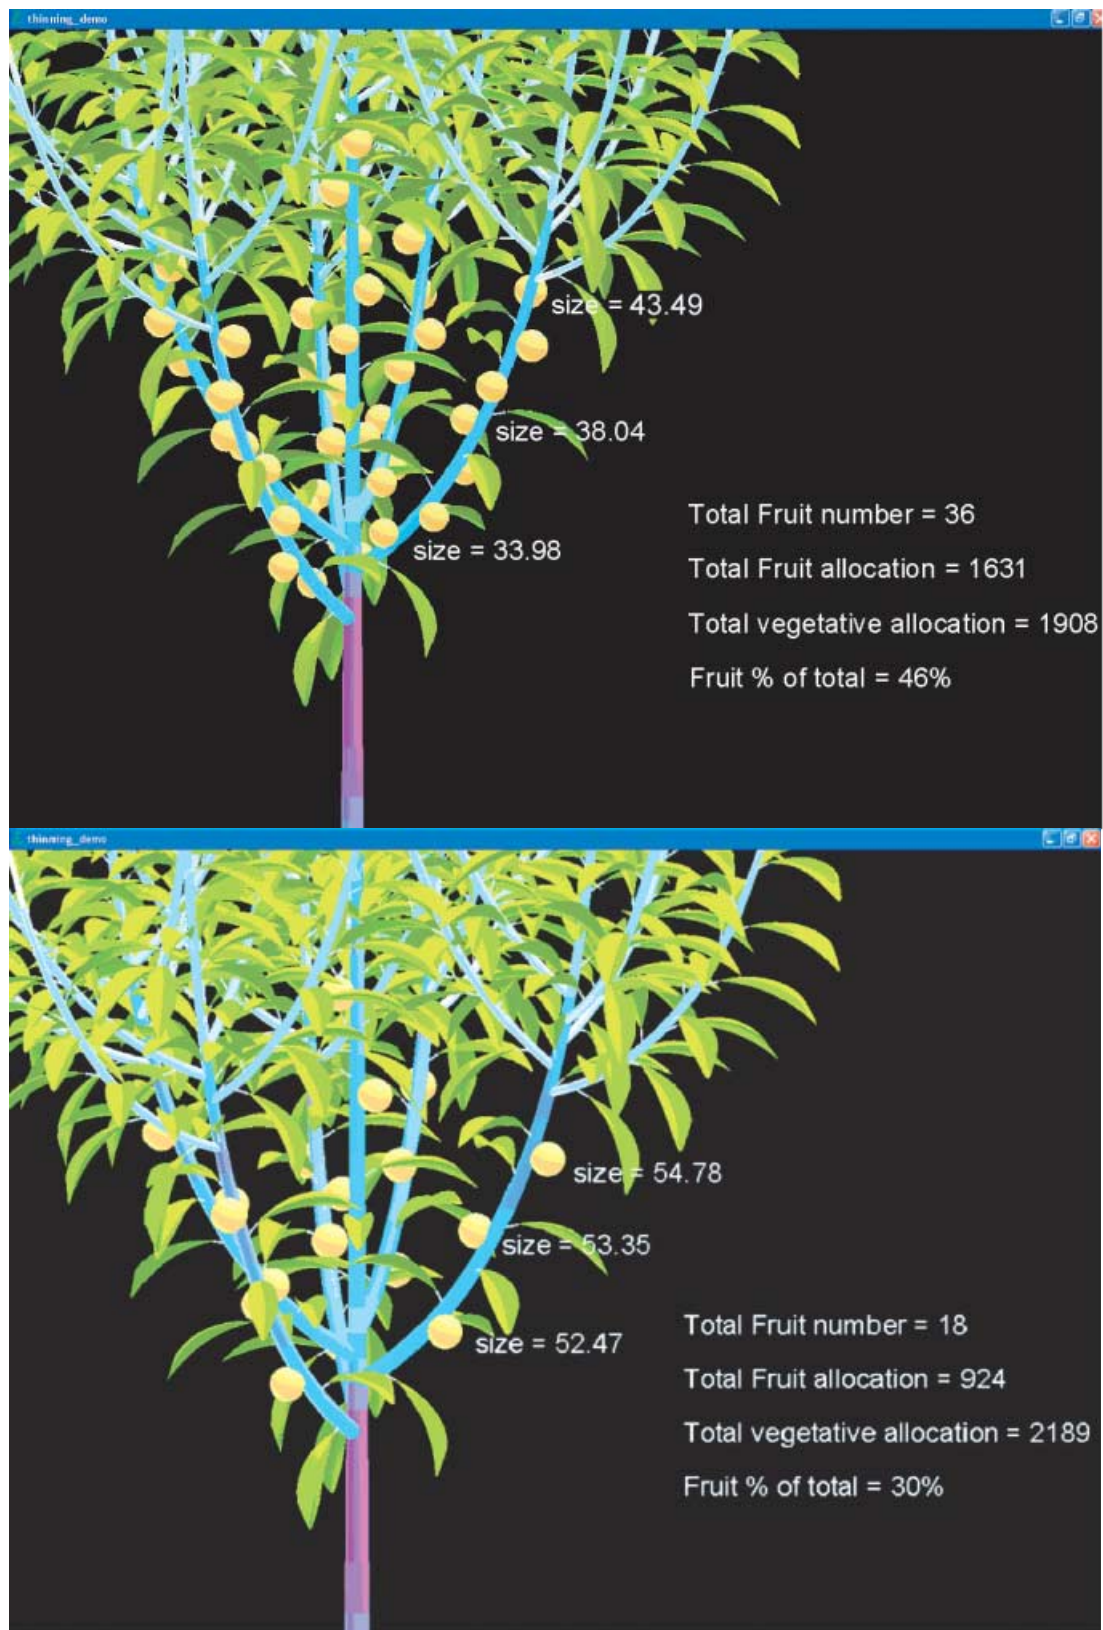 thinning_demo
size = 43.49
size = 38.04
size = 33.98
Total Fruit number = 36
Total Fruit allocation = 1631
Total vegetative allocation = 1908
Fruit % of total = 46%
thinning_demo
size = 54.78
size = 53.35
size = 52.47
Total Fruit number = 18
Total Fruit allocation = 924
Total vegetative allocation = 2189
Fruit % of total = 30%